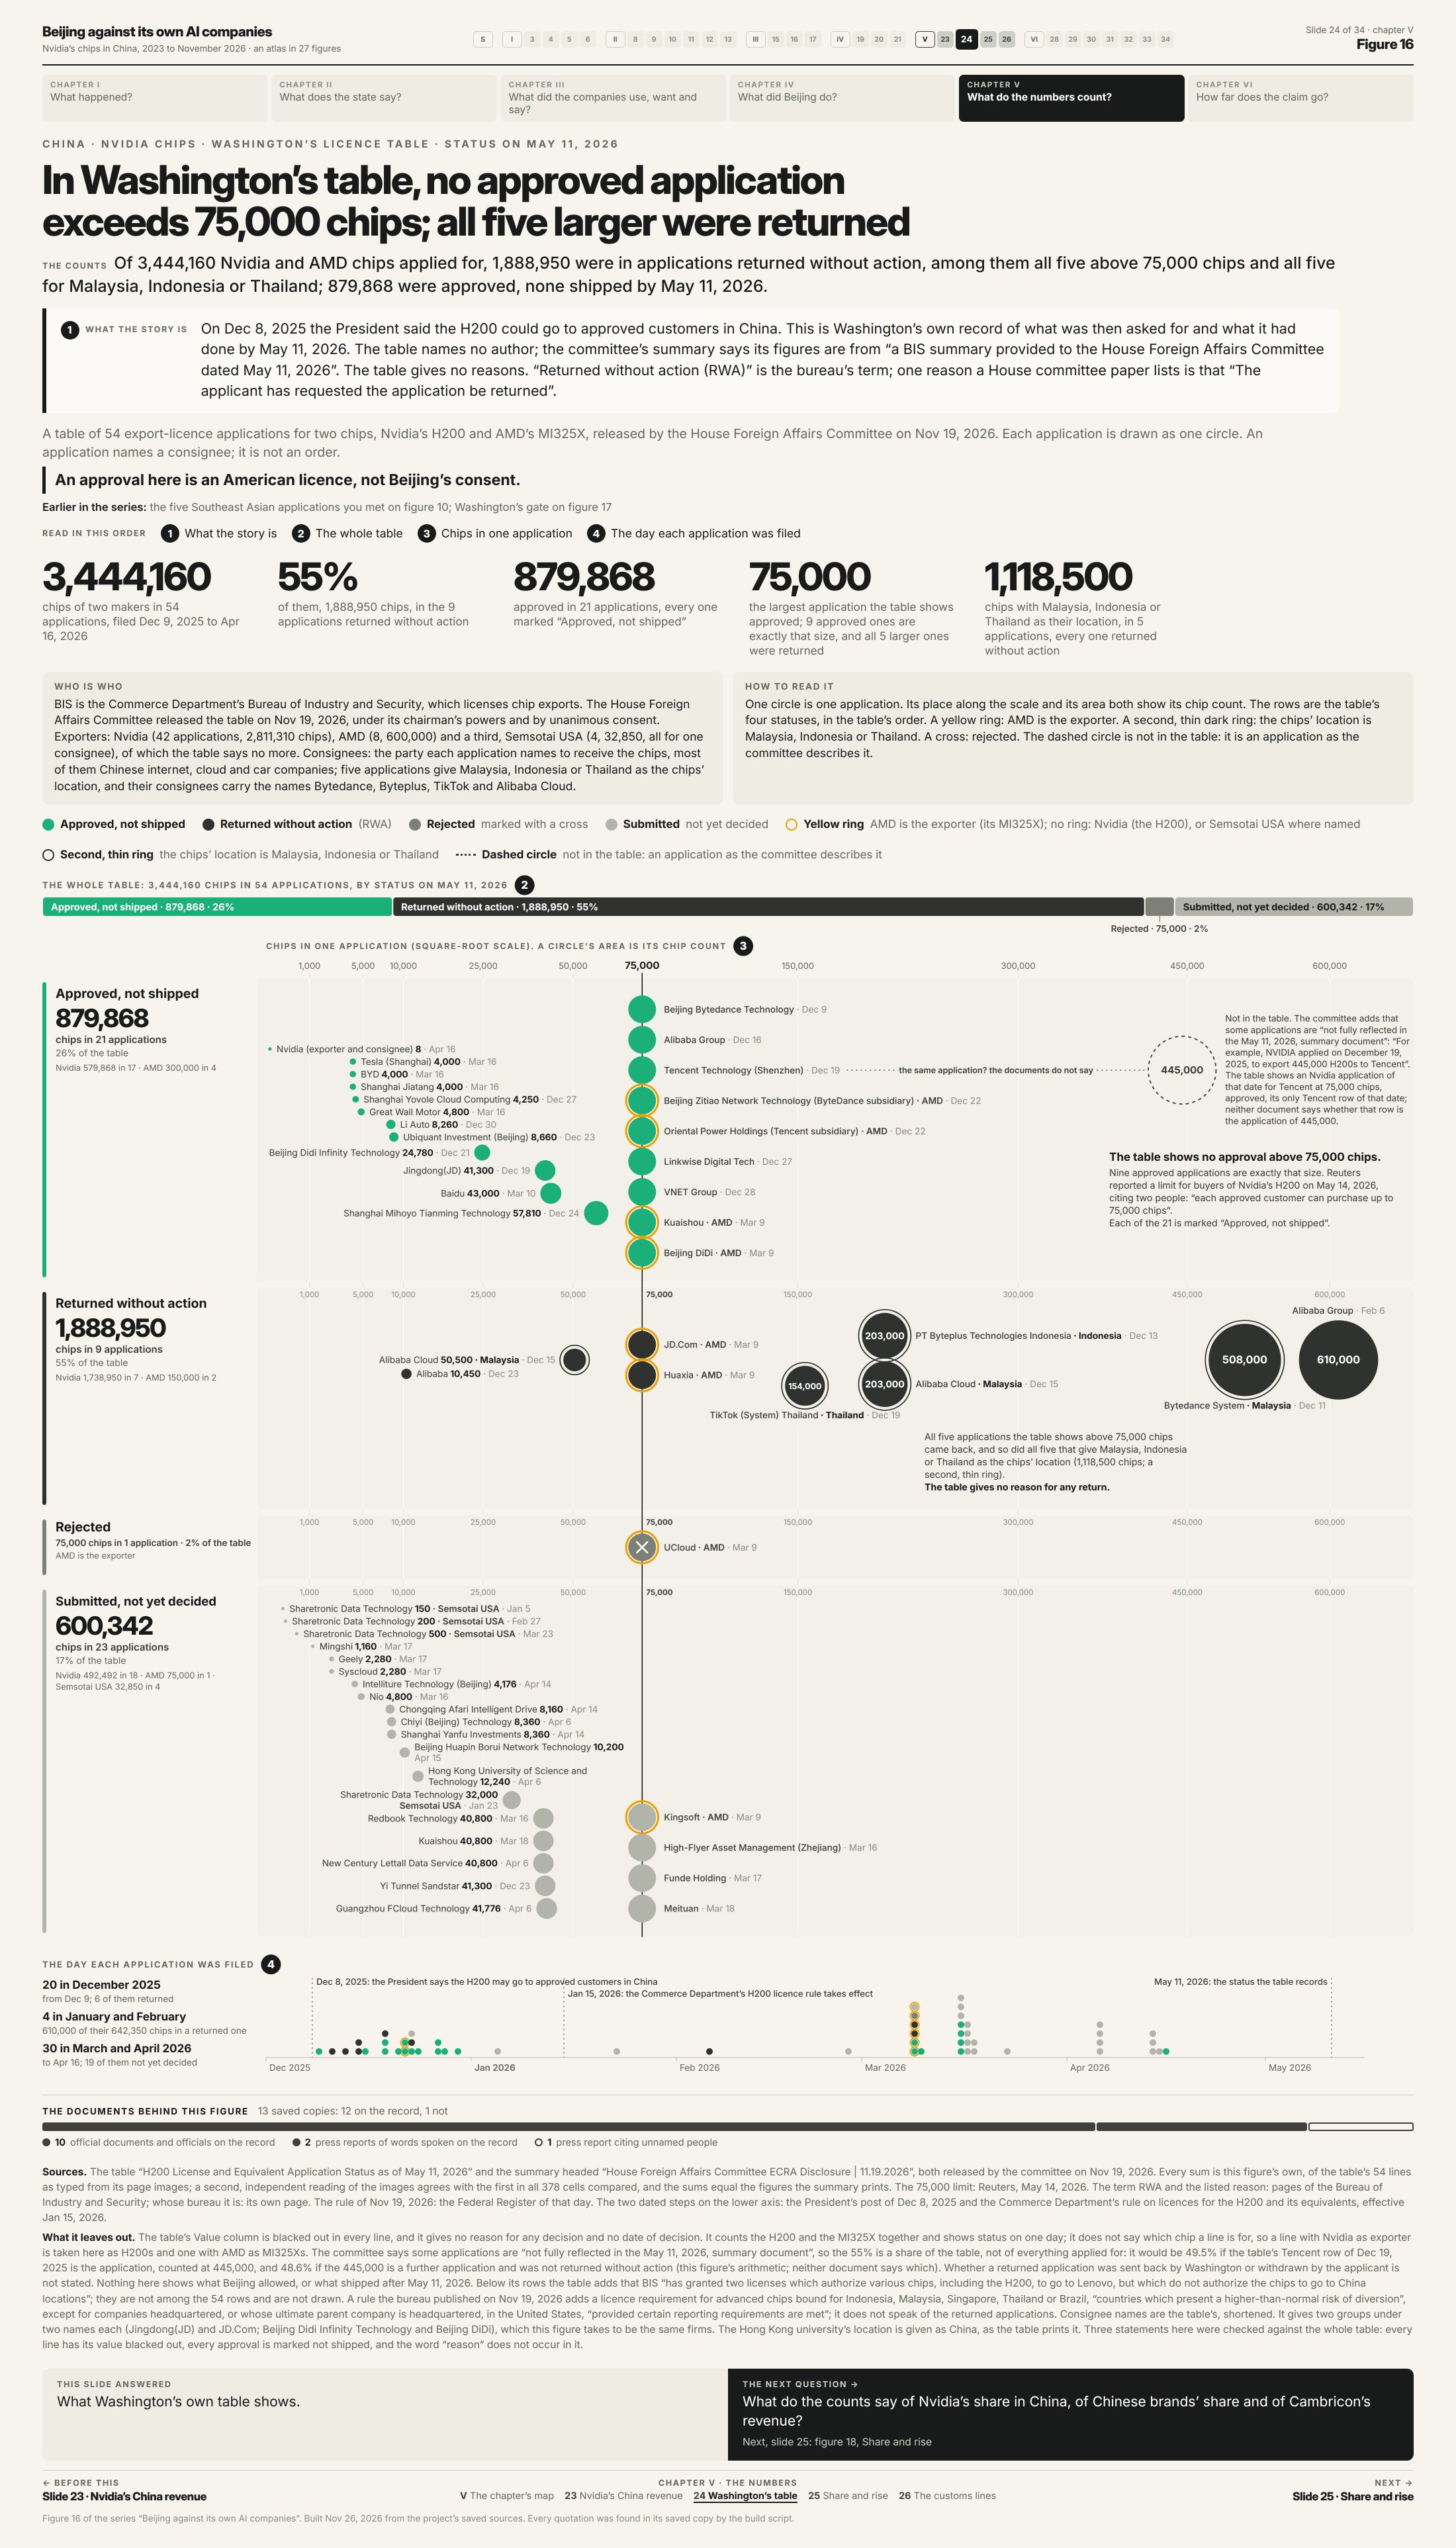 Beijing against its own AI companies
Nvidia's chips in China, 2023 to November 2026 · an atlas in 27 figures
S I 3 4 5 6 II 8 9 10 11 12 13 III 15 16 17 IV 19 20 21 V 23 24 25 26 VI 28 29 30 31 32 33 34
Slide 24 of 34 · chapter V
Figure 16
CHAPTER I
What happened?
CHAPTER II
What does the state say?
CHAPTER III
What did the companies use, want and
say?
CHAPTER IV
What did Beijing do?
CHAPTER V
What do the numbers count?
CHAPTER VI
How far does the claim go?
CHINA · NVIDIA CHIPS · WASHINGTON'S LICENCE TABLE · STATUS ON MAY 11, 2026
In Washington's table, no approved application
exceeds 75,000 chips; all five larger were returned
THE COUNTS Of 3,444,160 Nvidia and AMD chips applied for, 1,888,950 were in applications returned without action, among them all five above 75,000 chips and all five
for Malaysia, Indonesia or Thailand; 879,868 were approved, none shipped by May 11, 2026.
1 WHAT THE STORY IS
On Dec 8, 2025 the President said the H200 could go to approved customers in China. This is Washington's own record of what was then asked for and what it had
done by May 11, 2026. The table names no author; the committee's summary says its figures are from “a BIS summary provided to the House Foreign Affairs Committee
dated May 11, 2026”. The table gives no reasons. “Returned without action (RWA)” is the bureau's term; one reason a House committee paper lists is that “The
applicant has requested the application be returned”.
A table of 54 export-licence applications for two chips, Nvidia's H200 and AMD's MI325X, released by the House Foreign Affairs Committee on Nov 19, 2026. Each application is drawn as one circle. An
application names a consignee; it is not an order.
An approval here is an American licence, not Beijing's consent.
Earlier in the series: the five Southeast Asian applications you met on figure 10; Washington's gate on figure 17
READ IN THIS ORDER 1 What the story is 2 The whole table 3 Chips in one application 4 The day each application was filed
3,444,160
chips of two makers in 54
applications, filed Dec 9, 2025 to Apr
16, 2026
55%
of them, 1,888,950 chips, in the 9
applications returned without action
879,868
approved in 21 applications, every one
marked “Approved, not shipped”
75,000
the largest application the table shows
approved; 9 approved ones are
exactly that size, and all 5 larger ones
were returned
1,118,500
chips with Malaysia, Indonesia or
Thailand as their location, in 5
applications, every one returned
without action
WHO IS WHO
BIS is the Commerce Department's Bureau of Industry and Security, which licenses chip exports. The House Foreign
Affairs Committee released the table on Nov 19, 2026, under its chairman's powers and by unanimous consent.
Exporters: Nvidia (42 applications, 2,811,310 chips), AMD (8, 600,000) and a third, Semsotai USA (4, 32,850, all for one
consignee), of which the table says no more. Consignees: the party each application names to receive the chips, most
of them Chinese internet, cloud and car companies; five applications give Malaysia, Indonesia or Thailand as the chips'
location, and their consignees carry the names Bytedance, Byteplus, TikTok and Alibaba Cloud.
HOW TO READ IT
One circle is one application. Its place along the scale and its area both show its chip count. The rows are the table's
four statuses, in the table's order. A yellow ring: AMD is the exporter. A second, thin dark ring: the chips' location is
Malaysia, Indonesia or Thailand. A cross: rejected. The dashed circle is not in the table: it is an application as the
committee describes it.
Approved, not shipped Returned without action (RWA) Rejected marked with a cross Submitted not yet decided Yellow ring AMD is the exporter (its MI325X); no ring: Nvidia (the H200), or Semsotai USA where named
Second, thin ring the chips' location is Malaysia, Indonesia or Thailand Dashed circle not in the table: an application as the committee describes it
THE WHOLE TABLE: 3,444,160 CHIPS IN 54 APPLICATIONS, BY STATUS ON MAY 11, 2026 2
Approved, not shipped · 879,868 · 26%
Returned without action · 1,888,950 · 55%
Submitted, not yet decided · 600,342 · 17%
Rejected · 75,000 · 2%
CHIPS IN ONE APPLICATION (SQUARE-ROOT SCALE). A CIRCLE'S AREA IS ITS CHIP COUNT 3
1,000 5,000 10,000 25,000 50,000 75,000 150,000 300,000 450,000 600,000
Approved, not shipped
879,868
chips in 21 applications
26% of the table
Nvidia 579,868 in 17 · AMD 300,000 in 4
Nvidia (exporter and consignee) 8 · Apr 16
Tesla (Shanghai) 4,000 · Mar 16
BYD 4,000 · Mar 16
Shanghai Jiatang 4,000 · Mar 16
Shanghai Yovole Cloud Computing 4,250 · Dec 27
Great Wall Motor 4,800 · Mar 16
Li Auto 8,260 · Dec 30
Ubiquant Investment (Beijing) 8,660 · Dec 23
Beijing Didi Infinity Technology 24,780 · Dec 21
Jingdong(JD) 41,300 · Dec 19
Baidu 43,000 · Mar 10
Shanghai Mihoyo Tianming Technology 57,810 · Dec 24
Beijing Bytedance Technology · Dec 9
Alibaba Group · Dec 16
Tencent Technology (Shenzhen) · Dec 19
the same application? the documents do not say
445,000
Beijing Zitiao Network Technology (ByteDance subsidiary) · AMD · Dec 22
Oriental Power Holdings (Tencent subsidiary) · AMD · Dec 22
Linkwise Digital Tech · Dec 27
VNET Group · Dec 28
Kuaishou · AMD · Mar 9
Beijing DiDi · AMD · Mar 9
Not in the table. The committee adds that
some applications are “not fully reflected in
the May 11, 2026, summary document”: “For
example, NVIDIA applied on December 19,
2025, to export 445,000 H200s to Tencent”.
The table shows an Nvidia application of
that date for Tencent at 75,000 chips,
approved, its only Tencent row of that date;
neither document says whether that row is
the application of 445,000.
The table shows no approval above 75,000 chips.
Nine approved applications are exactly that size. Reuters
reported a limit for buyers of Nvidia's H200 on May 14, 2026,
citing two people: “each approved customer can purchase up to
75,000 chips”.
Each of the 21 is marked “Approved, not shipped”.
Returned without action
1,888,950
chips in 9 applications
55% of the table
Nvidia 1,738,950 in 7 · AMD 150,000 in 2
1,000 5,000 10,000 25,000 50,000 75,000 150,000 300,000 450,000 600,000
Alibaba Cloud 50,500 · Malaysia · Dec 15
Alibaba 10,450 · Dec 23
JD.Com · AMD · Mar 9
Huaxia · AMD · Mar 9
154,000
TikTok (System) Thailand · Thailand · Dec 19
203,000 PT Byteplus Technologies Indonesia · Indonesia · Dec 13
203,000 Alibaba Cloud · Malaysia · Dec 15
508,000
Bytedance System · Malaysia · Dec 11
Alibaba Group · Feb 6
610,000
All five applications the table shows above 75,000 chips
came back, and so did all five that give Malaysia, Indonesia
or Thailand as the chips' location (1,118,500 chips; a
second, thin ring).
The table gives no reason for any return.
Rejected
75,000 chips in 1 application · 2% of the table
AMD is the exporter
1,000 5,000 10,000 25,000 50,000 75,000 150,000 300,000 450,000 600,000
UCloud · AMD · Mar 9
Submitted, not yet decided
600,342
chips in 23 applications
17% of the table
Nvidia 492,492 in 18 · AMD 75,000 in 1 ·
Semsotai USA 32,850 in 4
1,000 5,000 10,000 25,000 50,000 75,000 150,000 300,000 450,000 600,000
Sharetronic Data Technology 150 · Semsotai USA · Jan 5
Sharetronic Data Technology 200 · Semsotai USA · Feb 27
Sharetronic Data Technology 500 · Semsotai USA · Mar 23
Mingshi 1,160 · Mar 17
Geely 2,280 · Mar 17
Syscloud 2,280 · Mar 17
Intelliture Technology (Beijing) 4,176 · Apr 14
Nio 4,800 · Mar 16
Chongqing Afari Intelligent Drive 8,160 · Apr 14
Chiyi (Beijing) Technology 8,360 · Apr 6
Shanghai Yanfu Investments 8,360 · Apr 14
Beijing Huapin Borui Network Technology 10,200
Apr 15
Hong Kong University of Science and
Technology 12,240 · Apr 6
Sharetronic Data Technology 32,000
Semsotai USA · Jan 23
Redbook Technology 40,800 · Mar 16
Kuaishou 40,800 · Mar 18
New Century Lettall Data Service 40,800 · Apr 6
Yi Tunnel Sandstar 41,300 · Dec 23
Guangzhou FCloud Technology 41,776 · Apr 6
Kingsoft · AMD · Mar 9
High-Flyer Asset Management (Zhejiang) · Mar 16
Funde Holding · Mar 17
Meituan · Mar 18
THE DAY EACH APPLICATION WAS FILED 4
20 in December 2025
from Dec 9; 6 of them returned
4 in January and February
610,000 of their 642,350 chips in a returned one
30 in March and April 2026
to Apr 16; 19 of them not yet decided
Dec 8, 2025: the President says the H200 may go to approved customers in China
Jan 15, 2026: the Commerce Department's H200 licence rule takes effect
May 11, 2026: the status the table records
Dec 2025 Jan 2026 Feb 2026 Mar 2026 Apr 2026 May 2026
THE DOCUMENTS BEHIND THIS FIGURE 13 saved copies: 12 on the record, 1 not
10 official documents and officials on the record 2 press reports of words spoken on the record 1 press report citing unnamed people
Sources. The table “H200 License and Equivalent Application Status as of May 11, 2026” and the summary headed “House Foreign Affairs Committee ECRA Disclosure | 11.19.2026”, both released by the committee on Nov 19, 2026. Every sum is this figure's own, of the table's 54 lines
as typed from its page images; a second, independent reading of the images agrees with the first in all 378 cells compared, and the sums equal the figures the summary prints. The 75,000 limit: Reuters, May 14, 2026. The term RWA and the listed reason: pages of the Bureau of
Industry and Security; whose bureau it is: its own page. The rule of Nov 19, 2026: the Federal Register of that day. The two dated steps on the lower axis: the President's post of Dec 8, 2025 and the Commerce Department's rule on licences for the H200 and its equivalents, effective
Jan 15, 2026.
What it leaves out. The table's Value column is blacked out in every line, and it gives no reason for any decision and no date of decision. It counts the H200 and the MI325X together and shows status on one day; it does not say which chip a line is for, so a line with Nvidia as exporter
is taken here as H200s and one with AMD as MI325Xs. The committee says some applications are “not fully reflected in the May 11, 2026, summary document”, so the 55% is a share of the table, not of everything applied for: it would be 49.5% if the table's Tencent row of Dec 19,
2025 is the application, counted at 445,000, and 48.6% if the 445,000 is a further application and was not returned without action (this figure's arithmetic; neither document says which). Whether a returned application was sent back by Washington or withdrawn by the applicant is
not stated. Nothing here shows what Beijing allowed, or what shipped after May 11, 2026. Below its rows the table adds that BIS “has granted two licenses which authorize various chips, including the H200, to go to Lenovo, but which do not authorize the chips to go to China
locations”; they are not among the 54 rows and are not drawn. A rule the bureau published on Nov 19, 2026 adds a licence requirement for advanced chips bound for Indonesia, Malaysia, Singapore, Thailand or Brazil, “countries which present a higher-than-normal risk of diversion”,
except for companies headquartered, or whose ultimate parent company is headquartered, in the United States, “provided certain reporting requirements are met”; it does not speak of the returned applications. Consignee names are the table's, shortened. It gives two groups under
two names each (Jingdong(JD) and JD.Com; Beijing Didi Infinity Technology and Beijing DiDi), which this figure takes to be the same firms. The Hong Kong university's location is given as China, as the table prints it. Three statements here were checked against the whole table: every
line has its value blacked out, every approval is marked not shipped, and the word “reason” does not occur in it.
THIS SLIDE ANSWERED
What Washington's own table shows.
THE NEXT QUESTION →
What do the counts say of Nvidia's share in China, of Chinese brands' share and of Cambricon's
revenue?
Next, slide 25: figure 18, Share and rise
← BEFORE THIS
Slide 23 · Nvidia's China revenue
CHAPTER V · THE NUMBERS
V The chapter's map 23 Nvidia's China revenue 24 Washington's table 25 Share and rise 26 The customs lines
NEXT →
Slide 25 · Share and rise
Figure 16 of the series “Beijing against its own AI companies”. Built Nov 26, 2026 from the project's saved sources. Every quotation was found in its saved copy by the build script.